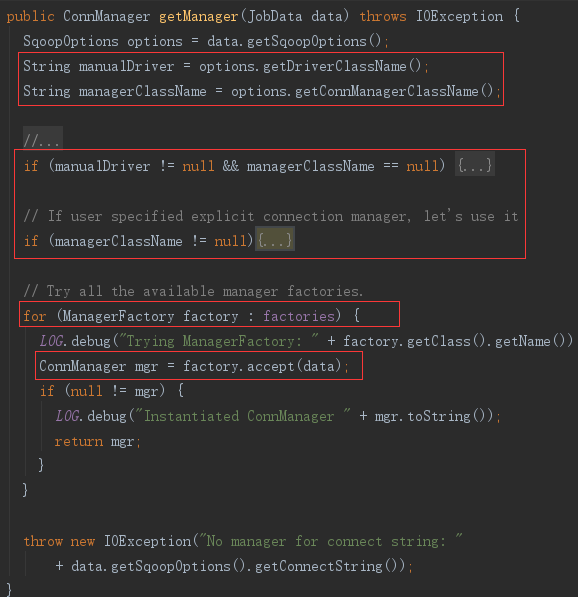 public ConnManager getManager(JobData data) throws IOException {
SqoopOptions options = data.getSqoopOptions();
String manualDriver = options.getDriverClassName();
String managerClassName = options.getConnManagerClassName();
//...
if (manualDriver != null && managerClassName == null) {...}
// If user specified explicit connection manager, let's use it
if (managerClassName != null){...}
// Try all the available manager factories.
for (ManagerFactory factory : factories) {
LOG.debug("Trying ManagerFactory: " + factory.getClass().getName())
ConnManager mgr = factory.accept(data);
if (null != mgr) {
LOG.debug("Instantiated ConnManager " + mgr.toString());
return mgr;
}
}
throw new IOException("No manager for connect string: "
+ data.getSqoopOptions().getConnectString());
}